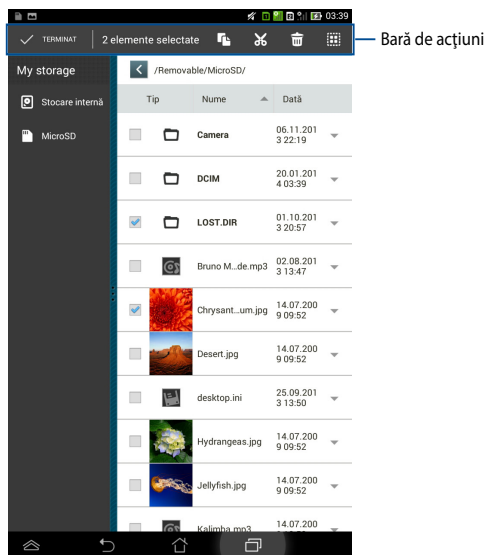 03:39
TERMINAT
2 elemente selectate
Bară de acțiuni
My storage
/Removable/MicroSD/
Stocare internă
MicroSD
Tip Nume Dată
Camera 06.11.201
3 22:19
DCIM 20.01.201
4 03:39
LOST.DIR 01.10.201
3 20:57
Bruno M...de.mp3 02.08.201
3 13:47
Chrysant...um.jpg 14.07.200
9 09:52
Desert.jpg 14.07.200
9 09:52
desktop.ini 25.09.201
3 13:50
Hydrangeas.jpg 14.07.200
9 09:52
Jellyfish.jpg 14.07.200
9 09:52
Kalimba.mp3 14.07.200